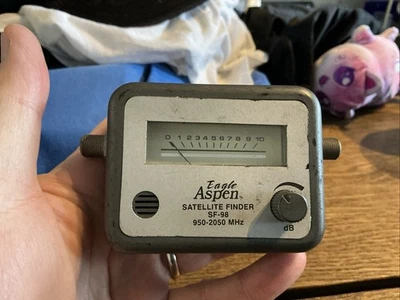 0 1 2 3 4 5 6 7 8 9 10
Eagle
Aspen™
SATELLITE FINDER
SF-98
950-2050 MHz
dB